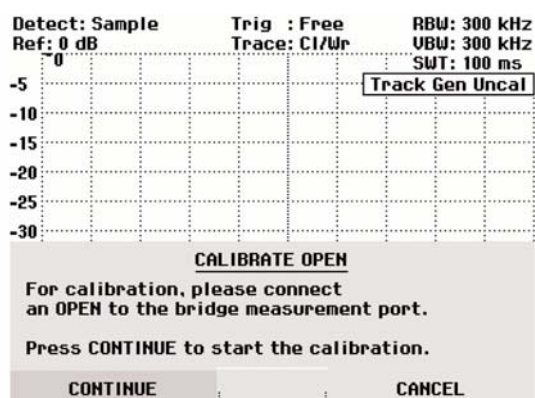 Detect: Sample Trig : Free RBW: 300 kHz
Ref: 0 dB Trace: Cl/Wr VBW: 300 kHz
0 SWT: 100 ms
-5 Track Gen Uncal
-10
-15
-20
-25
-30
CALIBRATE OPEN
For calibration, please connect
an OPEN to the bridge measurement port.
Press CONTINUE to start the calibration.
CONTINUE CANCEL